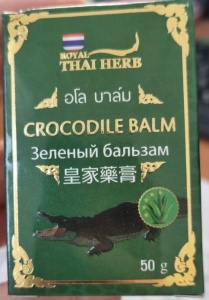 ROYAL
THAI HERB
อโล บาล์ม
CROCODILE BALM
Зеленый бальзам
皇家藥膏
50 g